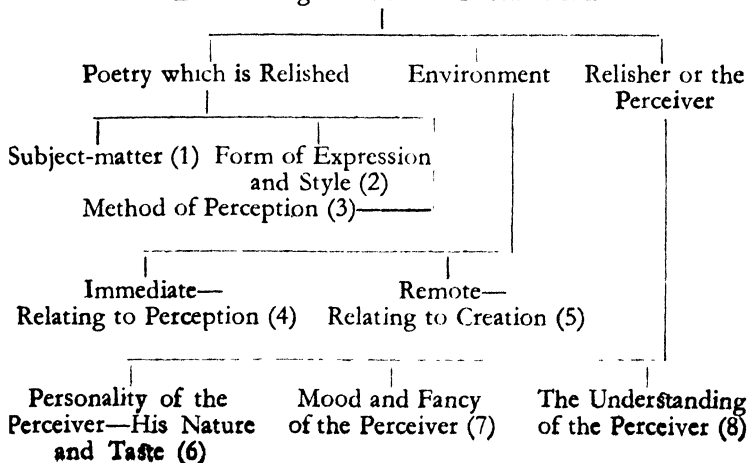 Poetry which is Relished Environment Relisher or the
Perceiver
Subject-matter (1) Form of Expression
and Style (2)
Method of Perception (3)
Immediate— Remote—
Relating to Perception (4) Relating to Creation (5)
Personality of the Mood and Fancy The Understanding
Perceiver—His Nature of the Perceiver (7) of the Perceiver (8)
and Taste (6)